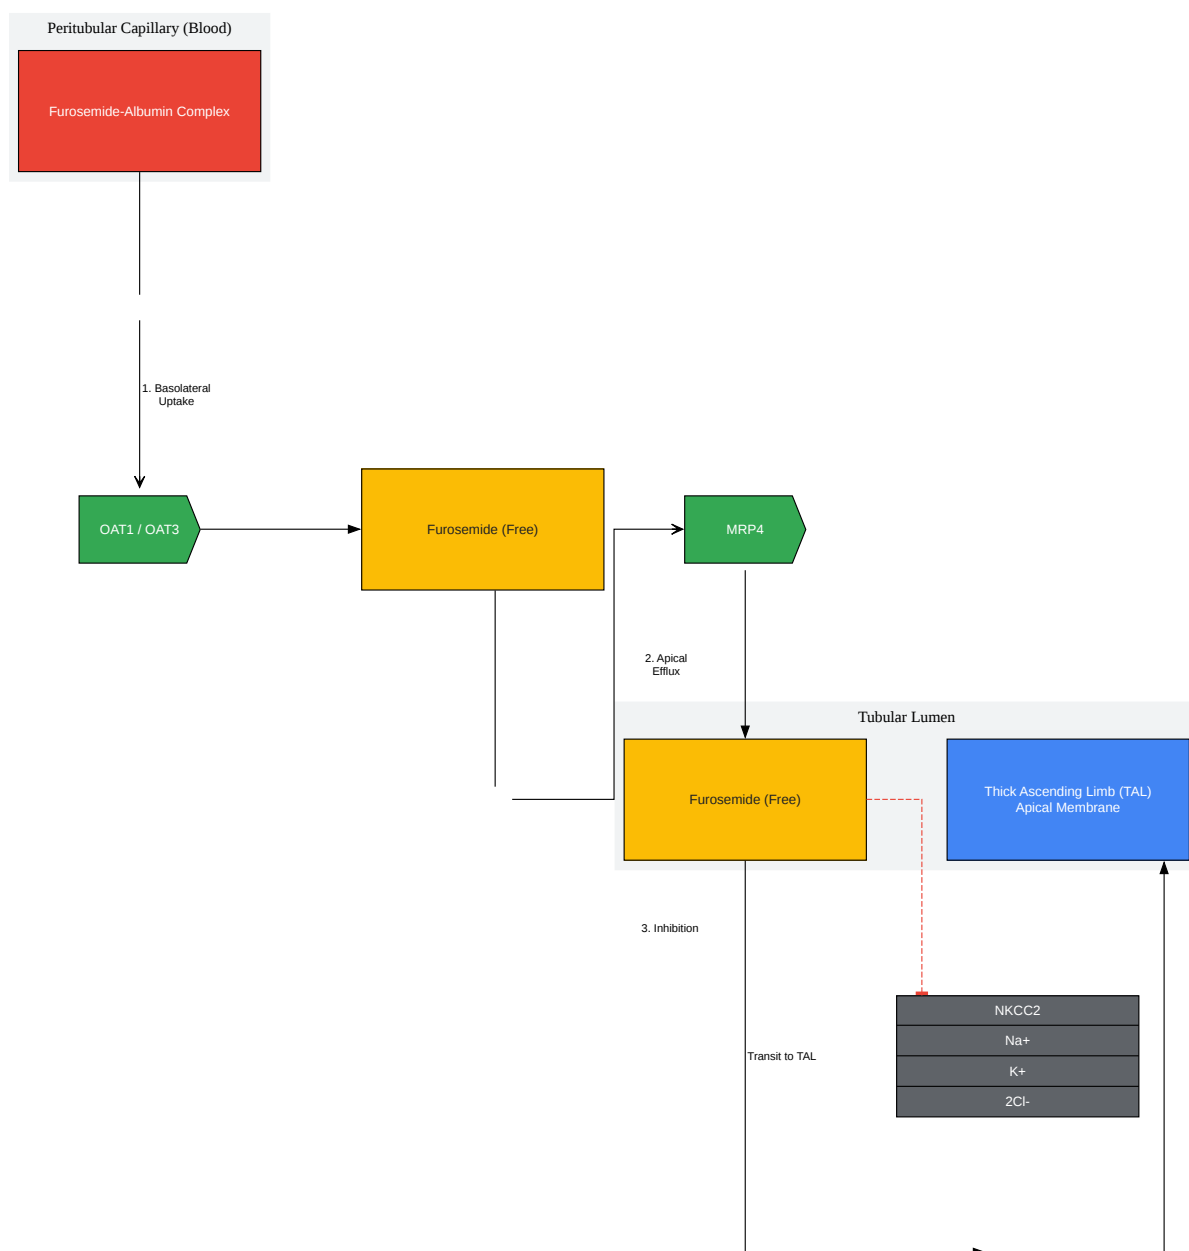 Peritubular Capillary (Blood)
Furosemide-Albumin Complex
1. Basolateral
Uptake
OAT1 / OAT3
Furosemide (Free)
MRP4
2. Apical
Efflux
Tubular Lumen
Furosemide (Free)
Thick Ascending Limb (TAL)
Apical Membrane
3. Inhibition
NKCC2
Na+
K+
2Cl-
Transit to TAL